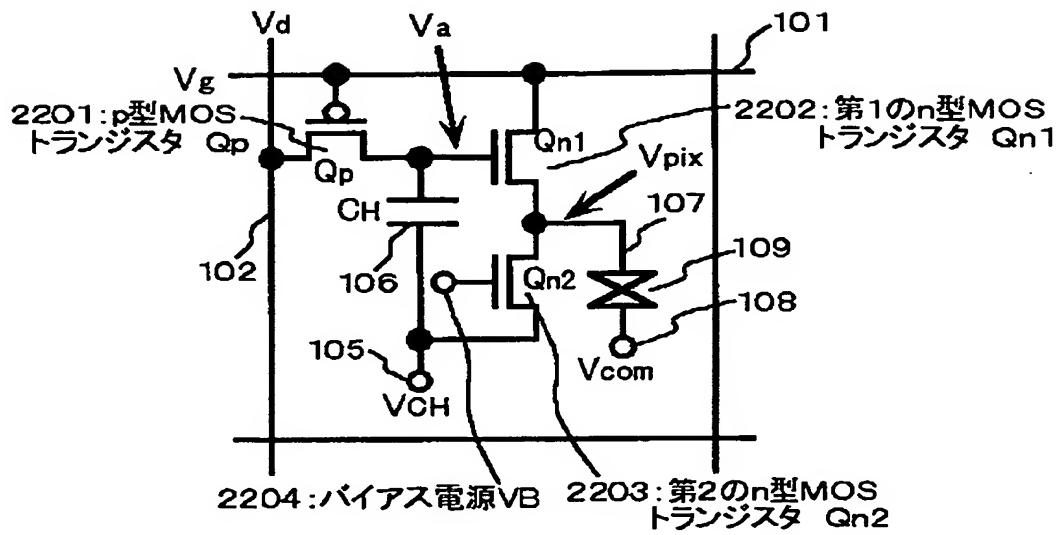 Vd
Va
101
Vg
2201:p型MOS
トランジスタ Qp
2202:第1のn型MOS
トランジスタ Qn1
Qn1
Qp
Vpix
107
CH
109
102
106
Qn2
108
105
Vcom
VCH
2204:バイアス電源VB
2203:第2のn型MOS
トランジスタ Qn2